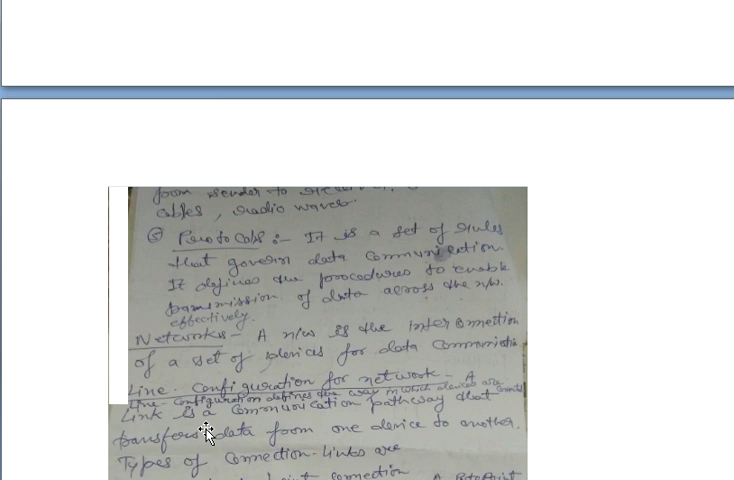 from sender to
cables, radio waves.
⑤ Protocols :- It is a set of rules
that govern data communication.
It defines the procedures to enable
transmission of data across the n/w.
effectively.
Networks - A n/w is the interconnection
of a set of devices for data communication
Line-Configuration for network - A
Line-Configuration defines the way in which devices are
Link is a communication pathway that
transfers data from one device to another.
Types of Connection-links are
connection